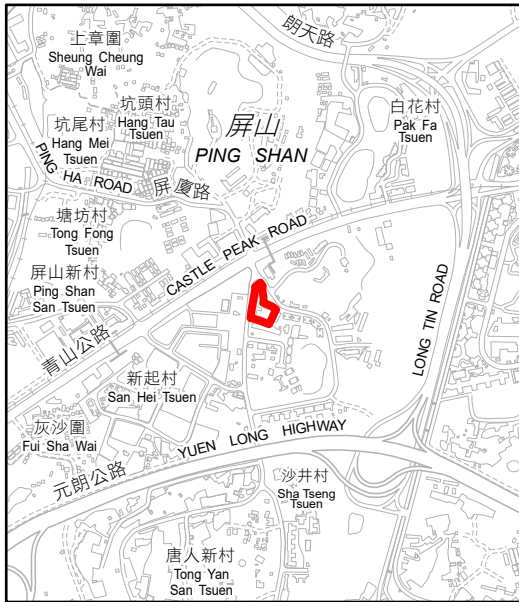 上章圍
Sheung Cheung
Wai
朗天路
坑頭村
Hang Tau
Tsuen
屏山
PING SHAN
白花村
Pak Fa
Tsuen
坑尾村
Hang Mei
Tsuen
PING HA ROAD
屏廈路
塘坊村
Tong Fong
Tsuen
CASTLE PEAK ROAD
屏山新村
Ping Shan
San Tsuen
青山公路
LONG TIN ROAD
新起村
San Hei Tsuen
灰沙圍
Fui Sha Wai
YUEN LONG HIGHWAY
元朗公路
沙井村
Sha Tseng
Tsuen
唐人新村
Tong Yan
San Tsuen